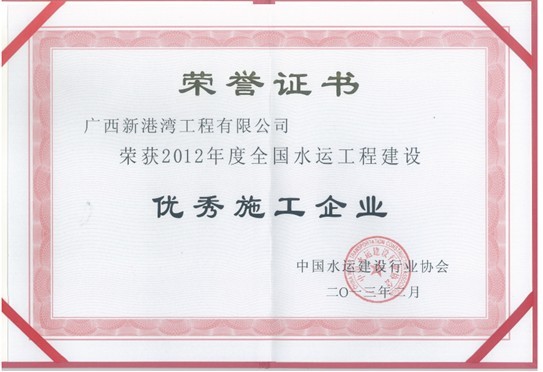 荣誉证书
广西新港湾工程有限公司
荣获2012年度全国水运工程建设
优秀施工企业
中国水运建设行业协会
二〇一三年二月